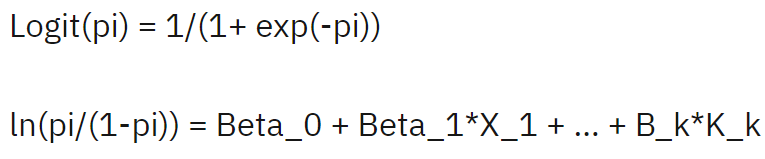 Logit(pi) = 1/(1+ exp(-pi))
ln(pi/(1-pi)) = Beta_0 + Beta_1*X_1 + … + B_k*K_k